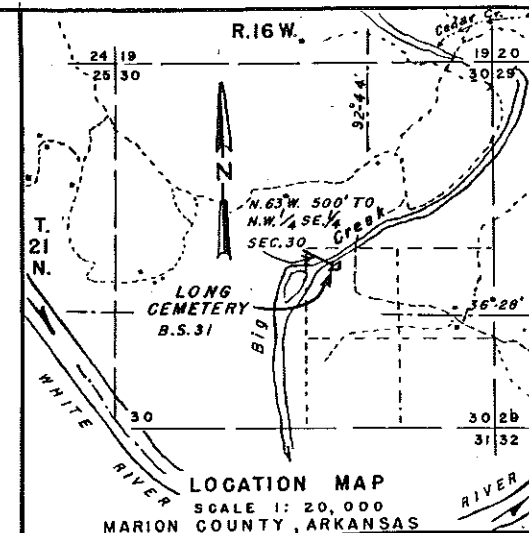 R.16 W.
Cedar Cr.
24 19
25 30
19 20
30 29
92°44'
N
N.63°W. 500' TO
N.W. 1/4 SE. 1/4
SEC. 30
Creek
T.
21
N.
LONG
CEMETERY
B.S.31
Big
36°28'
WHITE
RIVER
30
30 29
31 32
LOCATION MAP
SCALE 1: 20,000
MARION COUNTY, ARKANSAS
RIVER